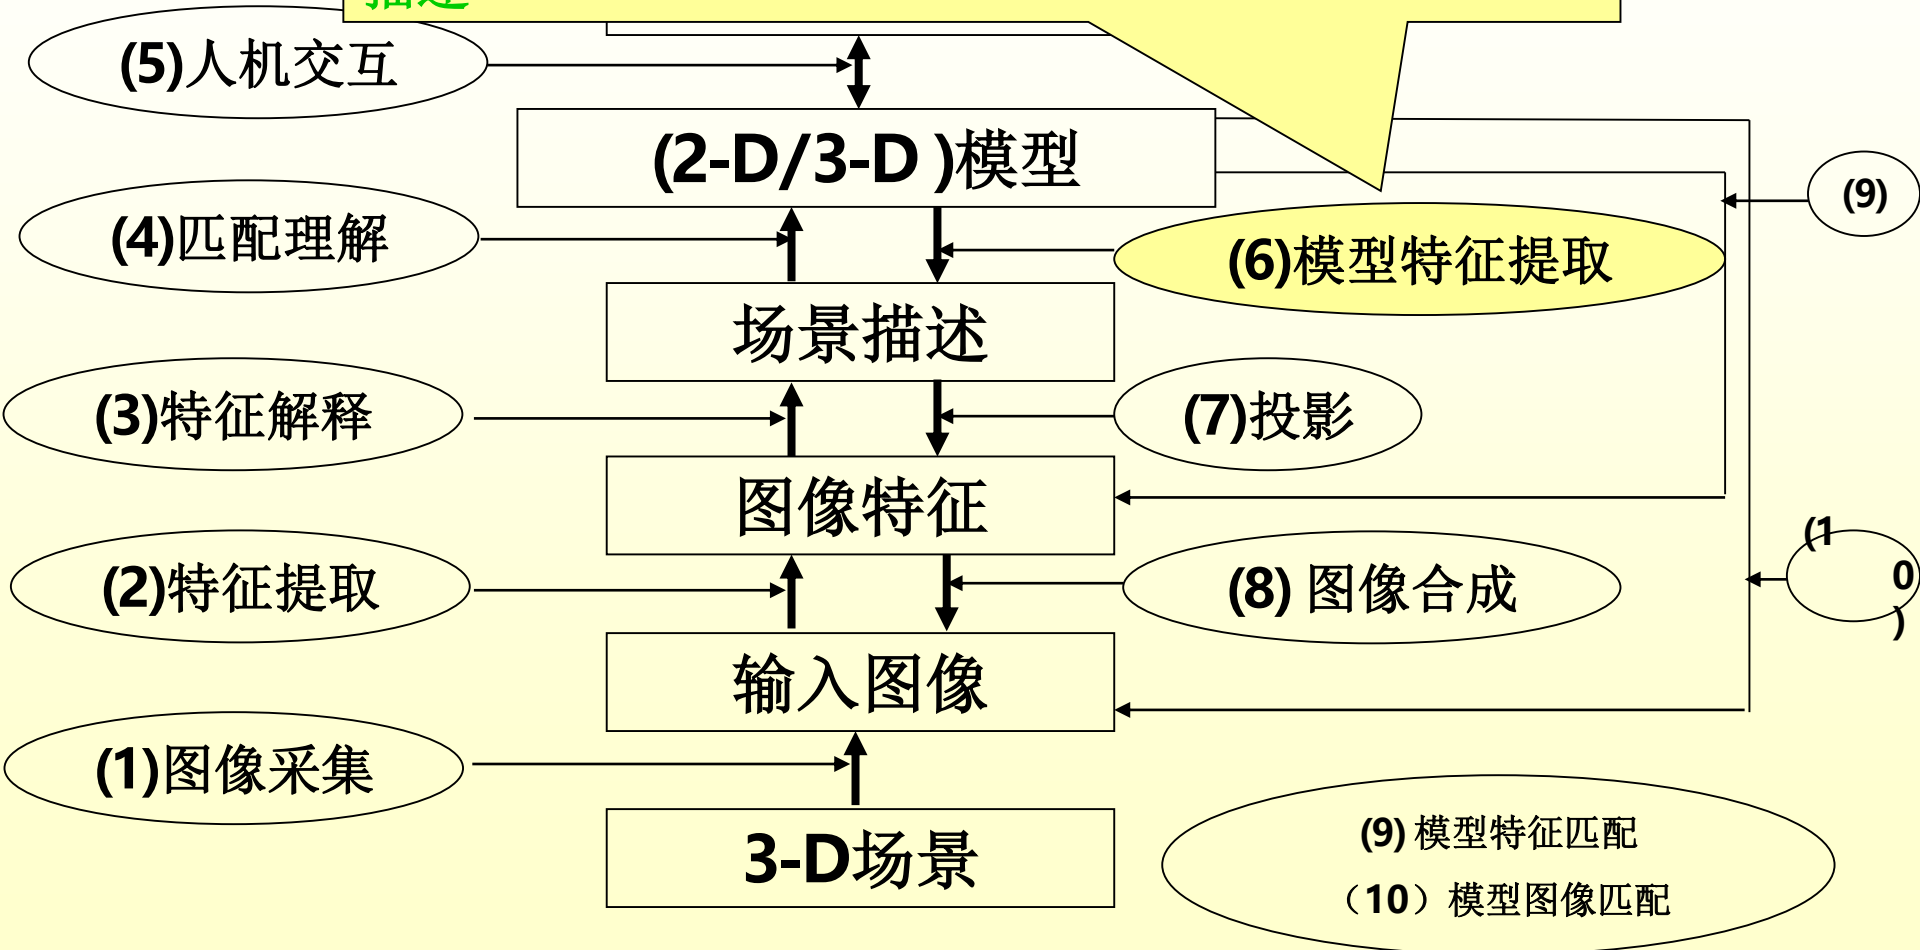 描述
(5)人机交互
(2-D/3-D )模型
(9)
(4)匹配理解
(6)模型特征提取
场景描述
(3)特征解释
(7)投影
图像特征
(1
0
)
(2)特征提取
(8) 图像合成
输入图像
(1)图像采集
3-D场景
(9) 模型特征匹配
（10）模型图像匹配